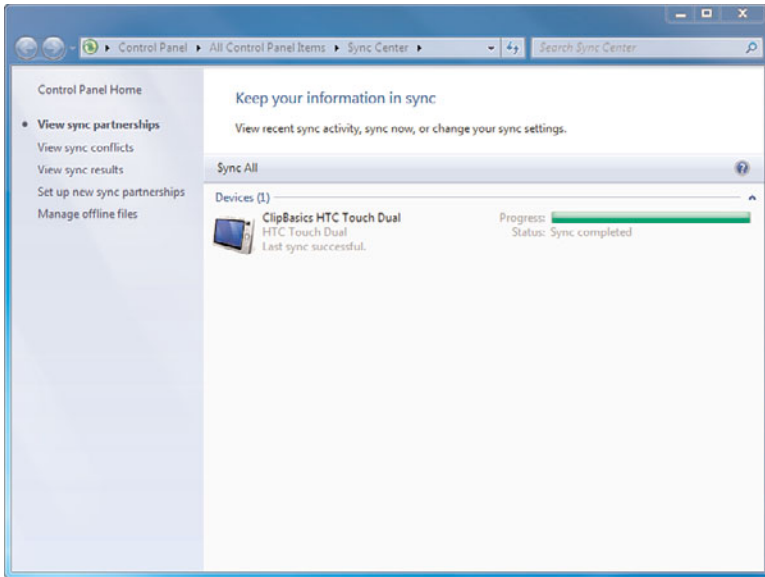 Control Panel ▸ All Control Panel Items ▸ Sync Center ▸
Search Sync Center
Control Panel Home
View sync partnerships
View sync conflicts
View sync results
Set up new sync partnerships
Manage offline files
Keep your information in sync
View recent sync activity, sync now, or change your sync settings.
Sync All
Devices (1)
ClipBasics HTC Touch Dual
HTC Touch Dual
Last sync successful.
Progress:
Status: Sync completed